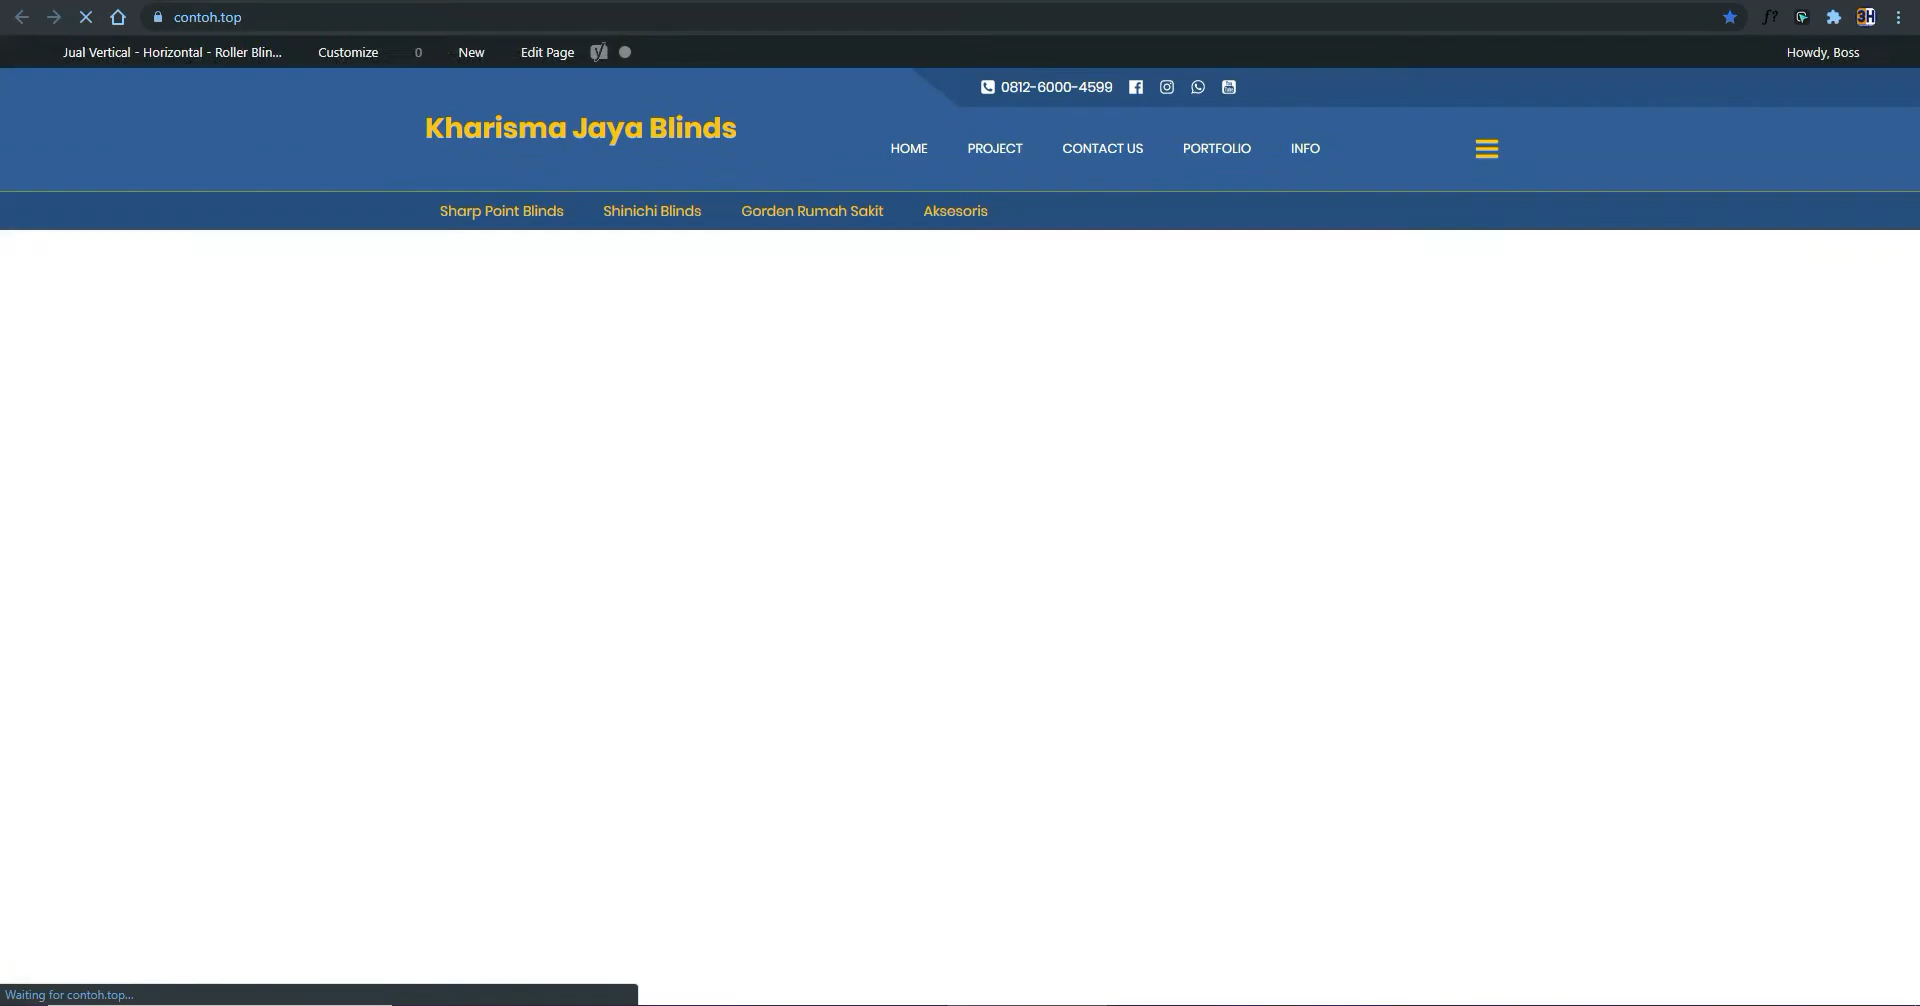 contoh.top
Jual Vertical - Horizontal - Roller Blin... Customize 0 New Edit Page Howdy, Boss
0812-6000-4599
Kharisma Jaya Blinds
HOME PROJECT CONTACT US PORTFOLIO INFO
Sharp Point Blinds Shinichi Blinds Gorden Rumah Sakit Aksesoris
Waiting for contoh.top...